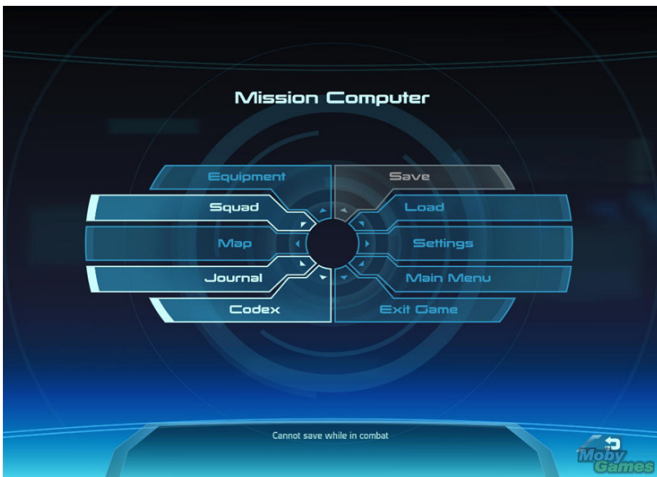 Mission Computer
Equipment
Save
Squad
Load
Map
Settings
Journal
Main Menu
Codex
Exit Game
Cannot save while in combat
Moby
Games